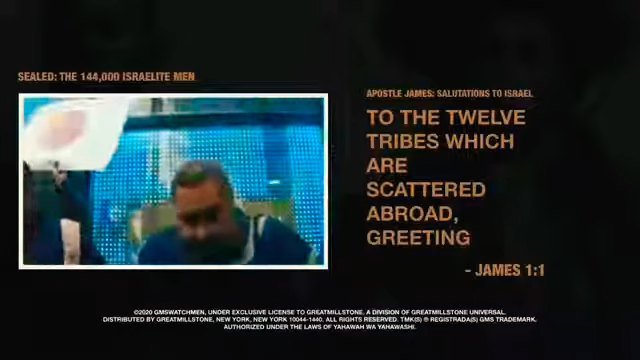 SEALED: THE 144,000 ISRAELITE MEN
APOSTLE JAMES: SALUTATIONS TO ISRAEL
TO THE TWELVE
TRIBES WHICH
ARE
SCATTERED
ABROAD,
GREETING
- JAMES 1:1
©2020 GMSWATCHMEN, UNDER EXCLUSIVE LICENSE TO GREATMILLSTONE. A DIVISION OF GREATMILLSTONE UNIVERSAL.
DISTRIBUTED BY GREATMILLSTONE, NEW YORK, NEW YORK 10044-1440. ALL RIGHTS RESERVED. TMK(S) ® REGISTRADA(S) GMS TRADEMARK.
AUTHORIZED UNDER THE LAWS OF YAHAWAH WA YAHAWASHI.